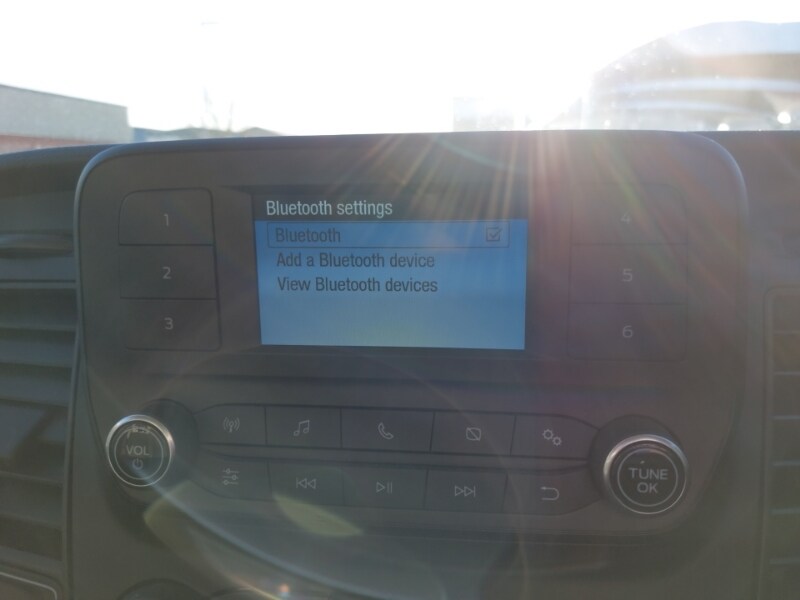 Bluetooth settings
Bluetooth
Add a Bluetooth device
View Bluetooth devices
1
2
3
4
5
6
VOL
TUNE
OK